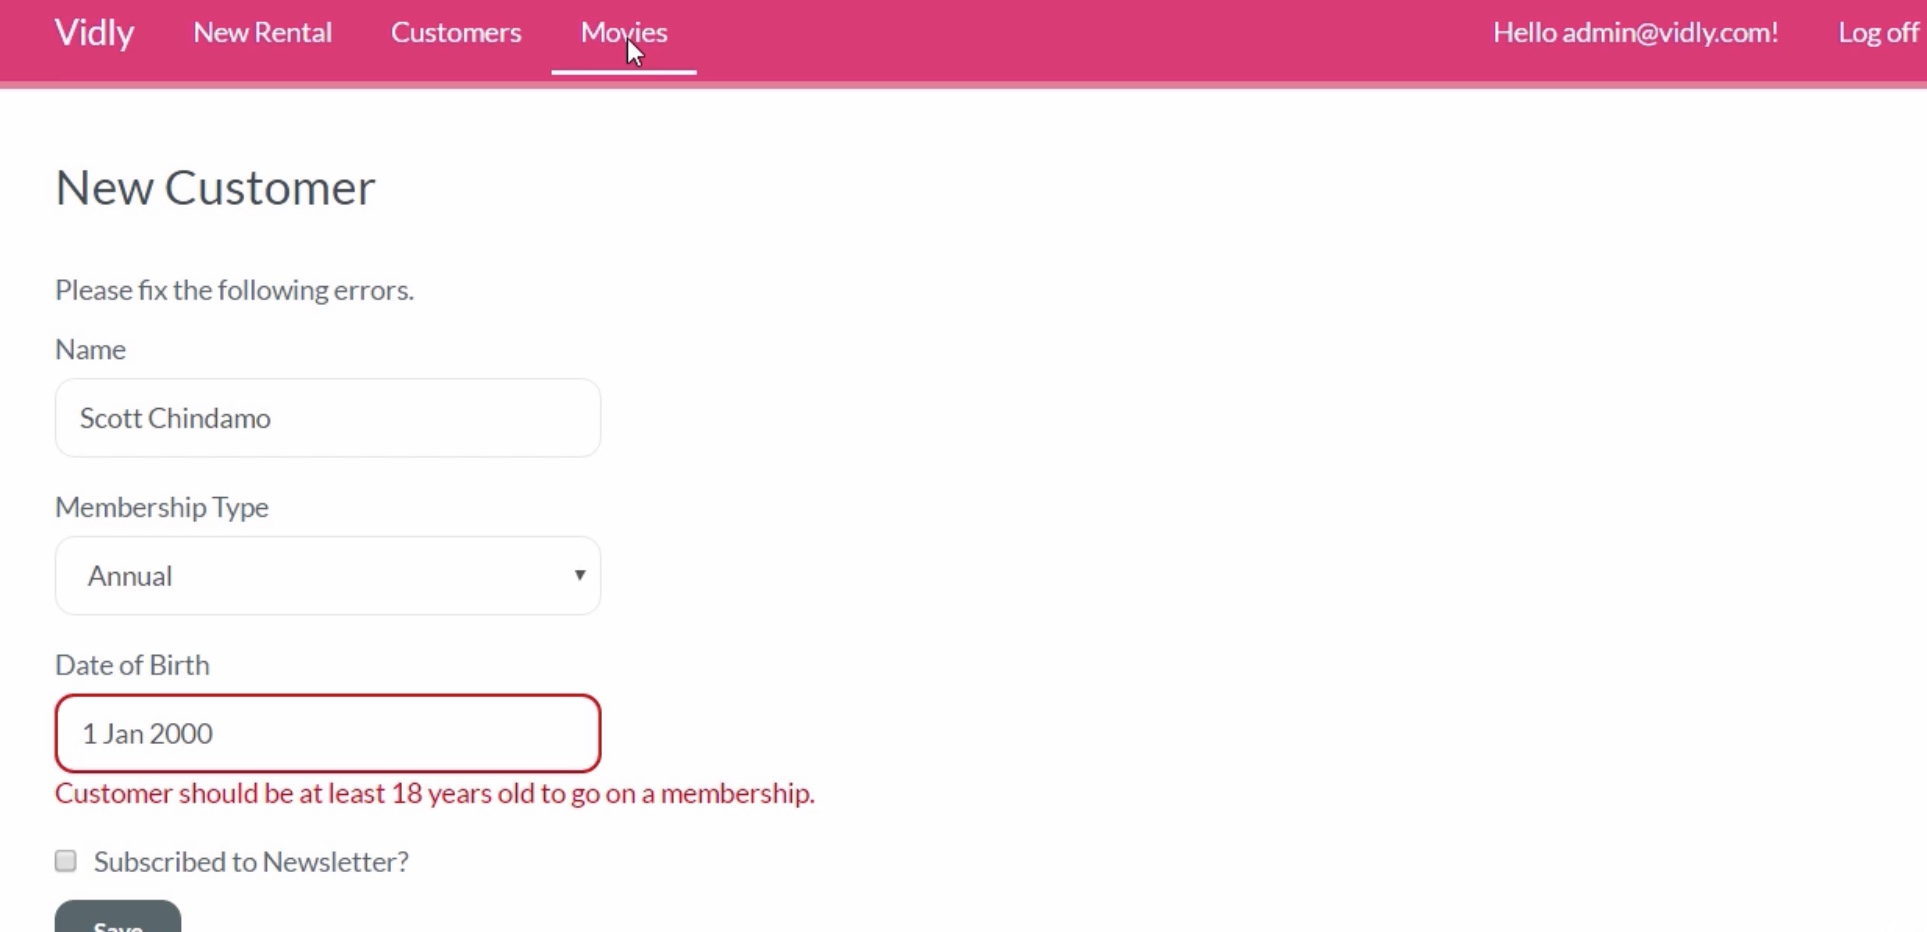 Vidly New Rental Customers Movies Hello admin@vidly.com! Log off
New Customer
Please fix the following errors.
Name
Scott Chindamo
Membership Type
Annual
Date of Birth
1 Jan 2000
Customer should be at least 18 years old to go on a membership.
Subscribed to Newsletter?
Save